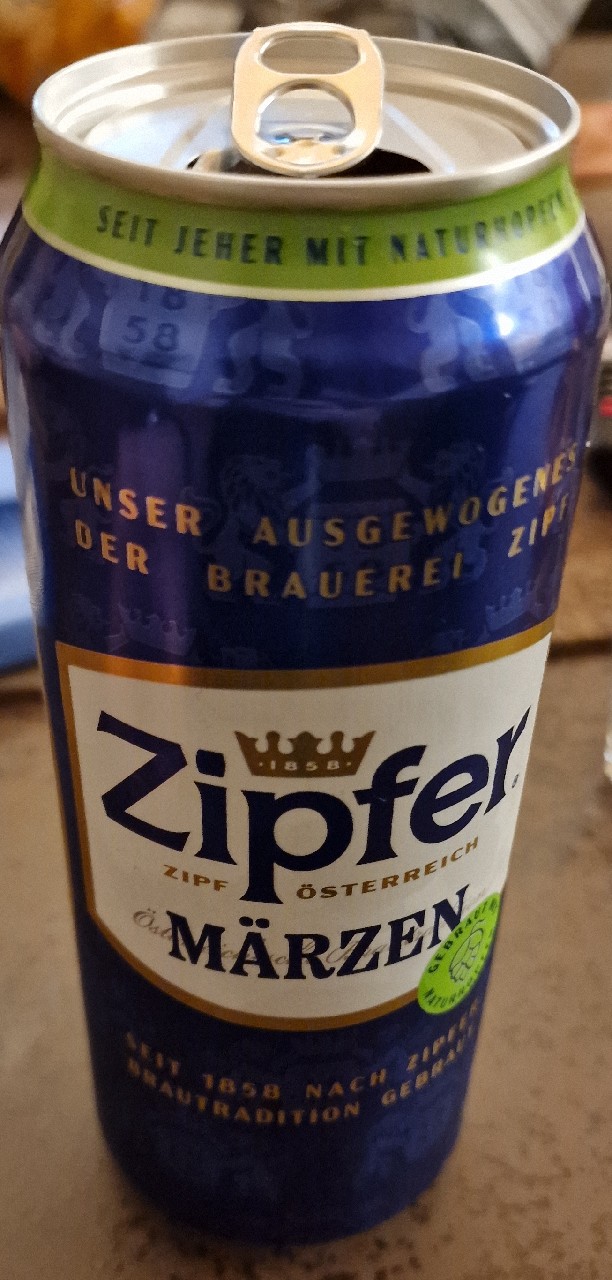 SEIT JEHER MIT NATURHOPFEN
18
58
UNSER AUSGEWOGENES
DER BRAUEREI ZIPF
1858
Zipfer
ZIPF ÖSTERREICH
MÄRZEN
GEBRAUT
SEIT 1858 NACH ZIPFER
BRAUTRADITION GEBRAUT